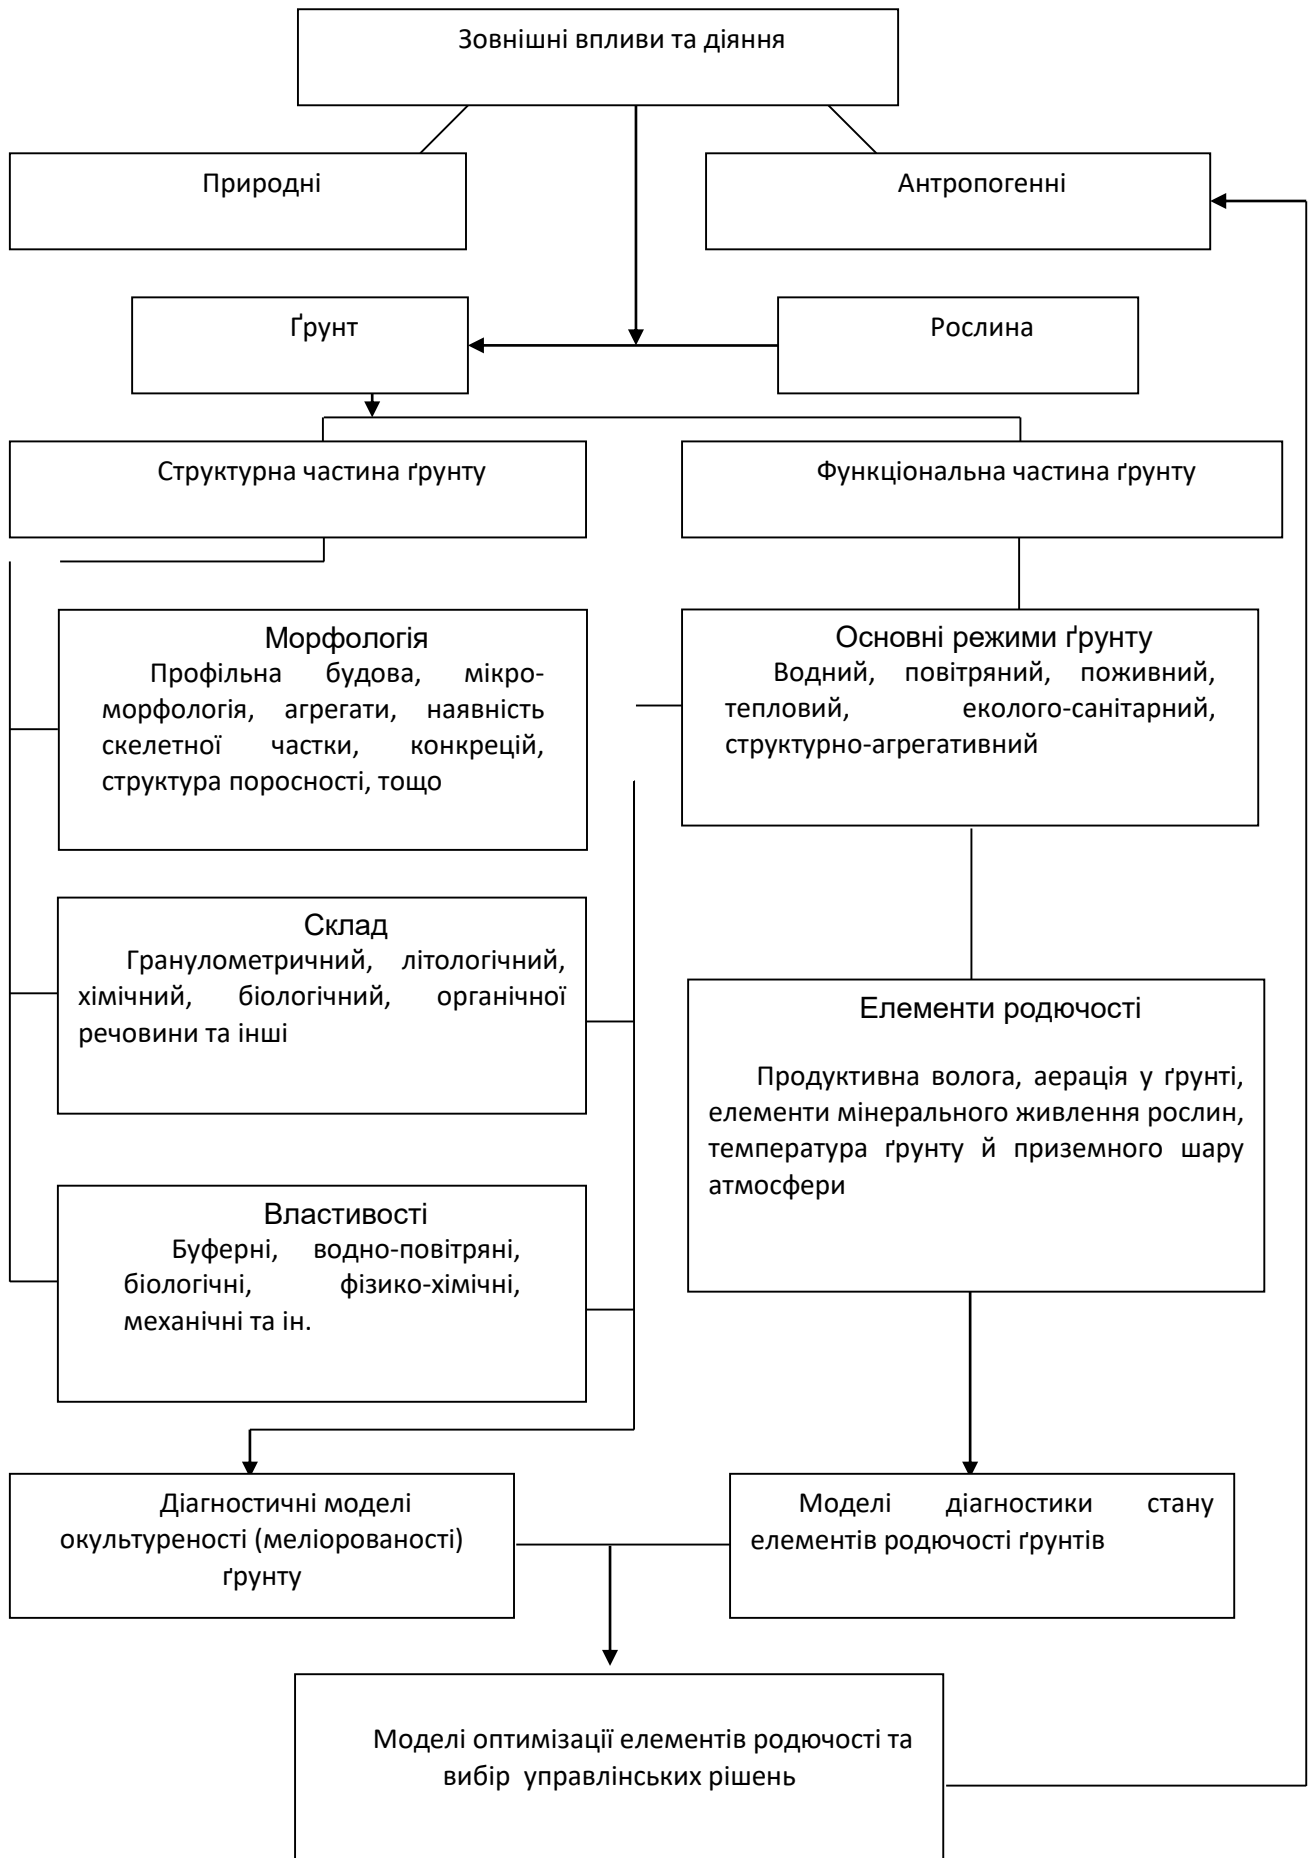 Зовнішні впливи та діяння
Природні
Антропогенні
Ґрунт
Рослина
Структурна частина ґрунту
Функціональна частина ґрунту
Морфологія
Профільна будова, мікро-
морфологія, агрегати, наявність
скелетної частки, конкрецій,
структура поросності, тощо
Основні режими ґрунту
Водний, повітряний, поживний,
тепловий, еколого-санітарний,
структурно-агрегативний
Склад
Гранулометричний, літологічний,
хімічний, біологічний, органічної
речовини та інші
Елементи родючості
Продуктивна волога, аерація у ґрунті,
елементи мінерального живлення рослин,
температура ґрунту й приземного шару
атмосфери
Властивості
Буферні, водно-повітряні,
біологічні, фізико-хімічні,
механічні та ін.
Діагностичні моделі
окультуреності (меліорованості)
ґрунту
Моделі діагностики стану
елементів родючості ґрунтів
Моделі оптимізації елементів родючості та
вибір управлінських рішень